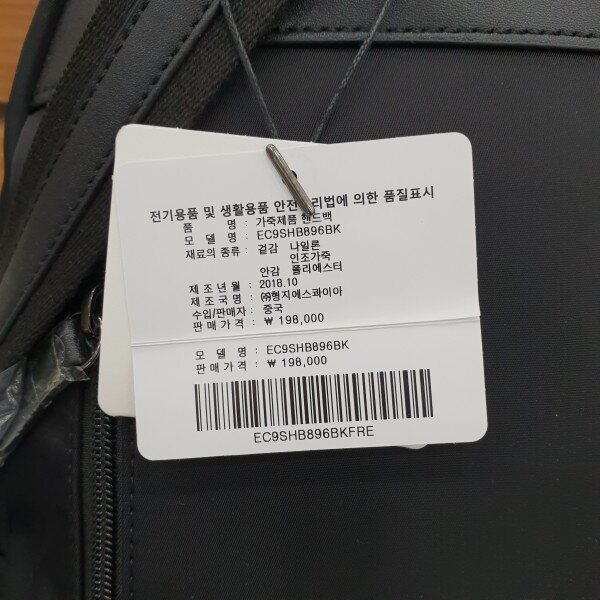 전기용품 및 생활용품 안전 리법에 의한 품질표시
품 명 : 가죽제품 핸드백
모 델 명 : EC9SHB896BK
재료의 종류 : 겉감 나일론
인조가죽
안감 폴리에스터
제 조 년 월 : 2018.10
제 조 국 명 : ㈜형지에스콰이아
수입/판매자 : 중국
판 매 가 격 : ₩ 198,000
모 델 명 : EC9SHB896BK
판 매 가 격 : ₩ 198,000
EC9SHB896BKFRE